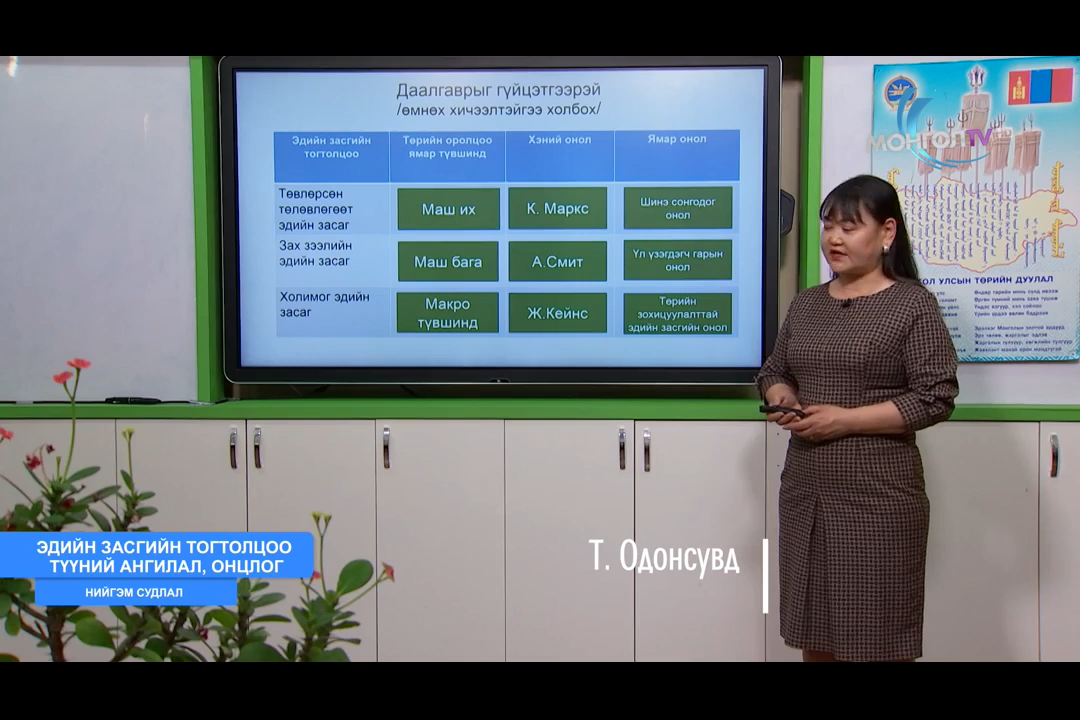 Даалгаврыг гүйцэтгээрэй
/өмнөх хичээлтэйгээ холбох/
Эдийн засгийн тогтолцоо
Төрийн оролцоо ямар түвшинд
Хэний онол
Ямар онол
Төвлөрсөн төлөвлөгөөт эдийн засаг
Маш их
К. Маркс
Шинэ сонгодог онол
Зах зээлийн эдийн засаг
Маш бага
А.Смит
Үл үзэгдэгч гарын онол
Холимог эдийн засаг
Макро түвшинд
Ж.Кейнс
Төрийн зохицуулалттай эдийн засгийн онол
МОНГОЛ TV
ОЛ УЛСЫН ТӨРИЙН ДУУЛАЛ
Т. Одонсувд
ЭДИЙН ЗАСГИЙН ТОГТОЛЦОО
ТҮҮНИЙ АНГИЛАЛ, ОНЦЛОГ
НИЙГЭМ СУДЛАЛ